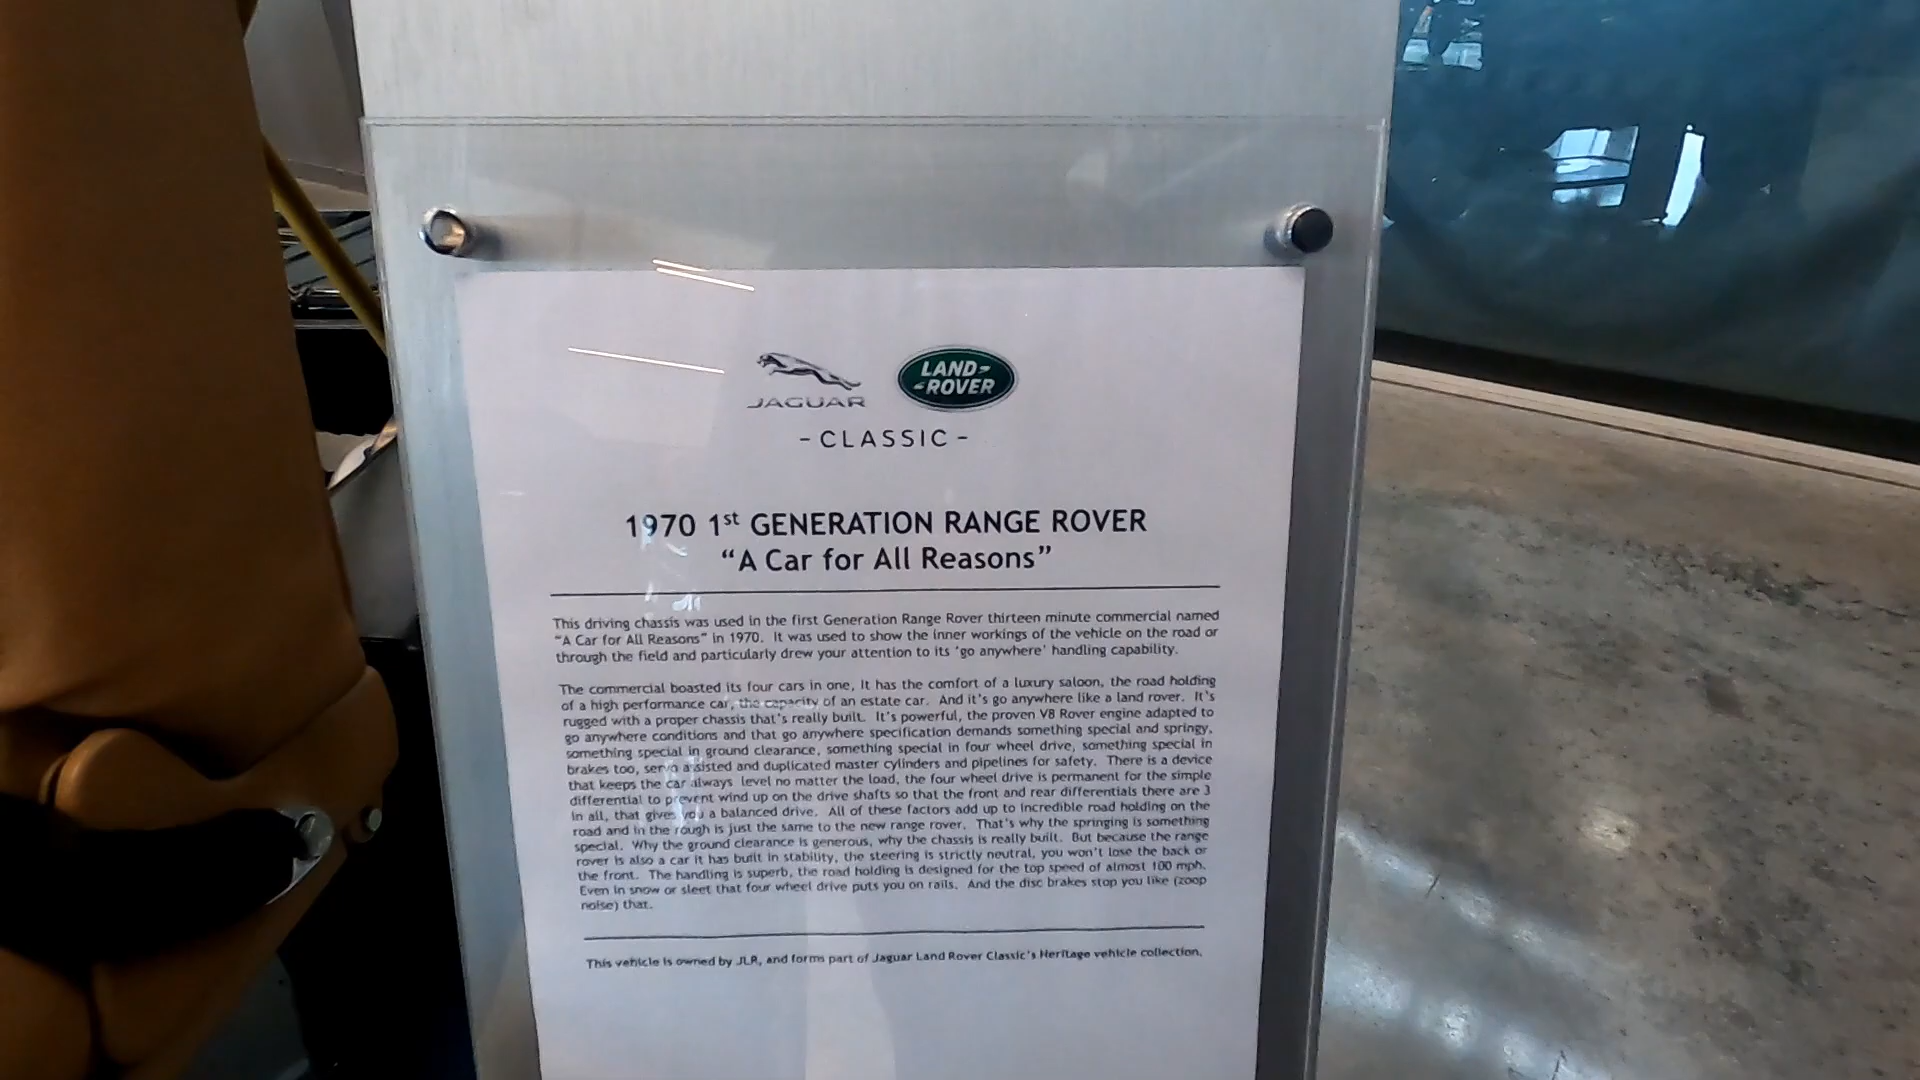 JAGUAR
LAND
ROVER
-CLASSIC-
1970 1st GENERATION RANGE ROVER
“A Car for All Reasons”
This driving chassis was used in the first Generation Range Rover thirteen minute commercial named
“A Car for All Reasons” in 1970. It was used to show the inner workings of the vehicle on the road or
through the field and particularly drew your attention to its ‘go anywhere’ handling capability.
The commercial boasted its four cars in one, it has the comfort of a luxury saloon, the road holding
of a high performance car, the capacity of an estate car. And it’s go anywhere like a land rover. It’s
rugged with a proper chassis that’s really built. It’s powerful, the proven V8 Rover engine adapted to
go anywhere conditions and that go anywhere specification demands something special and springy,
something special in ground clearance, something special in four wheel drive, something special in
brakes too, servo assisted and duplicated master cylinders and pipelines for safety. There is a device
that keeps the car always level no matter the load, the four wheel drive is permanent for the simple
differential to prevent wind up on the drive shafts so that the front and rear differentials there are 3
in all, that gives you a balanced drive. All of these factors add up to incredible road holding on the
road and in the rough is just the same to the new range rover. That’s why the springing is something
special. Why the ground clearance is generous, why the chassis is really built. But because the range
rover is also a car it has built in stability, the steering is strictly neutral, you won’t lose the back or
the front. The handling is superb, the road holding is designed for the top speed of almost 100 mph.
Even in snow or sleet that four wheel drive puts you on rails. And the disc brakes stop you like (zoop
noise) that.
This vehicle is owned by JLR, and forms part of Jaguar Land Rover Classic’s Heritage vehicle collection.